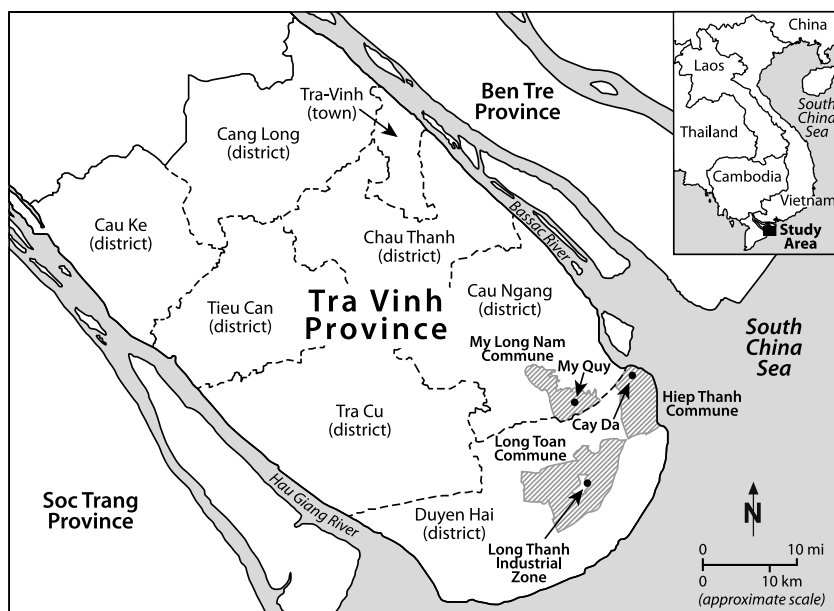 China
Laos
South
China
Sea
Thailand
Cambodia
Vietnam
Study
Area
Ben Tre
Province
Tra-Vinh
(town)
Cang Long
(district)
Cau Ke
(district)
Bassac River
Chau Thanh
(district)
Tieu Can
(district)
Tra Vinh
Province
Cau Ngang
(district)
South
China
Sea
My Long Nam
Commune
My Quy
Cay Da
Hiep Thanh
Commune
Tra Cu
(district)
Long Toan
Commune
Soc Trang
Province
Hau Giang River
Duyen Hai
(district)
Long Thanh
Industrial
Zone
N
0 10 mi
0 10 km
(approximate scale)